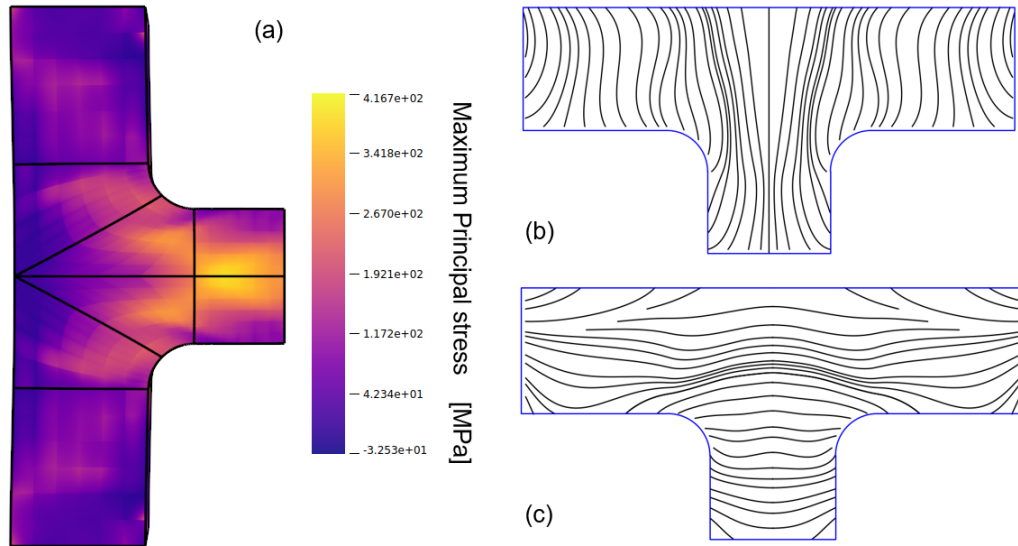 (a)
4.167e+02
3.418e+02
2.670e+02
1.921e+02
1.172e+02
4.234e+01
-3.253e+01
Maximum Principal stress [MPa]
(b)
(c)